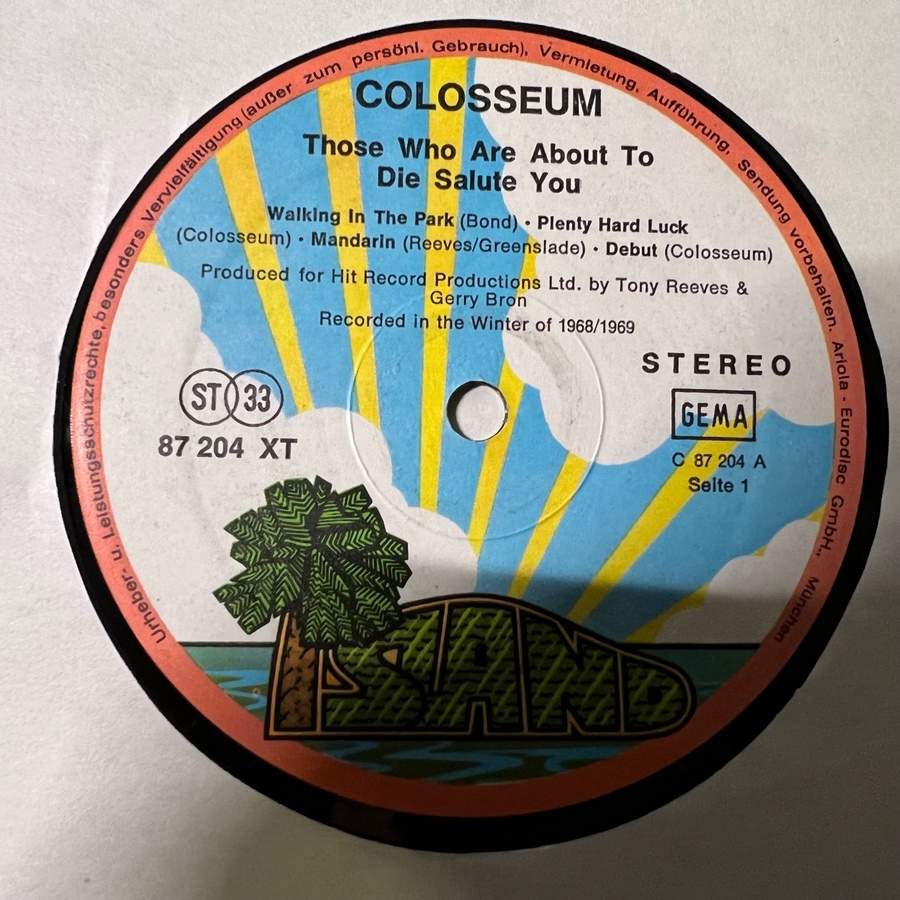 Urheber- u. Leistungsschutzrechte, besonders Vervielfältigung (außer zum persönl. Gebrauch), Vermietung, Aufführung, Sendung vorbehalten. Ariola - Eurodisc GmbH., München
COLOSSEUM
Those Who Are About To
Die Salute You
Walking In The Park (Bond) • Plenty Hard Luck
(Colosseum) • Mandarin (Reeves/Greenslade) • Debut (Colosseum)
Produced for Hit Record Productions Ltd. by Tony Reeves &
Gerry Bron
Recorded in the Winter of 1968/1969
STEREO
ST 33
GEMA
87 204 XT
C 87 204 A
Seite 1
ISLAND